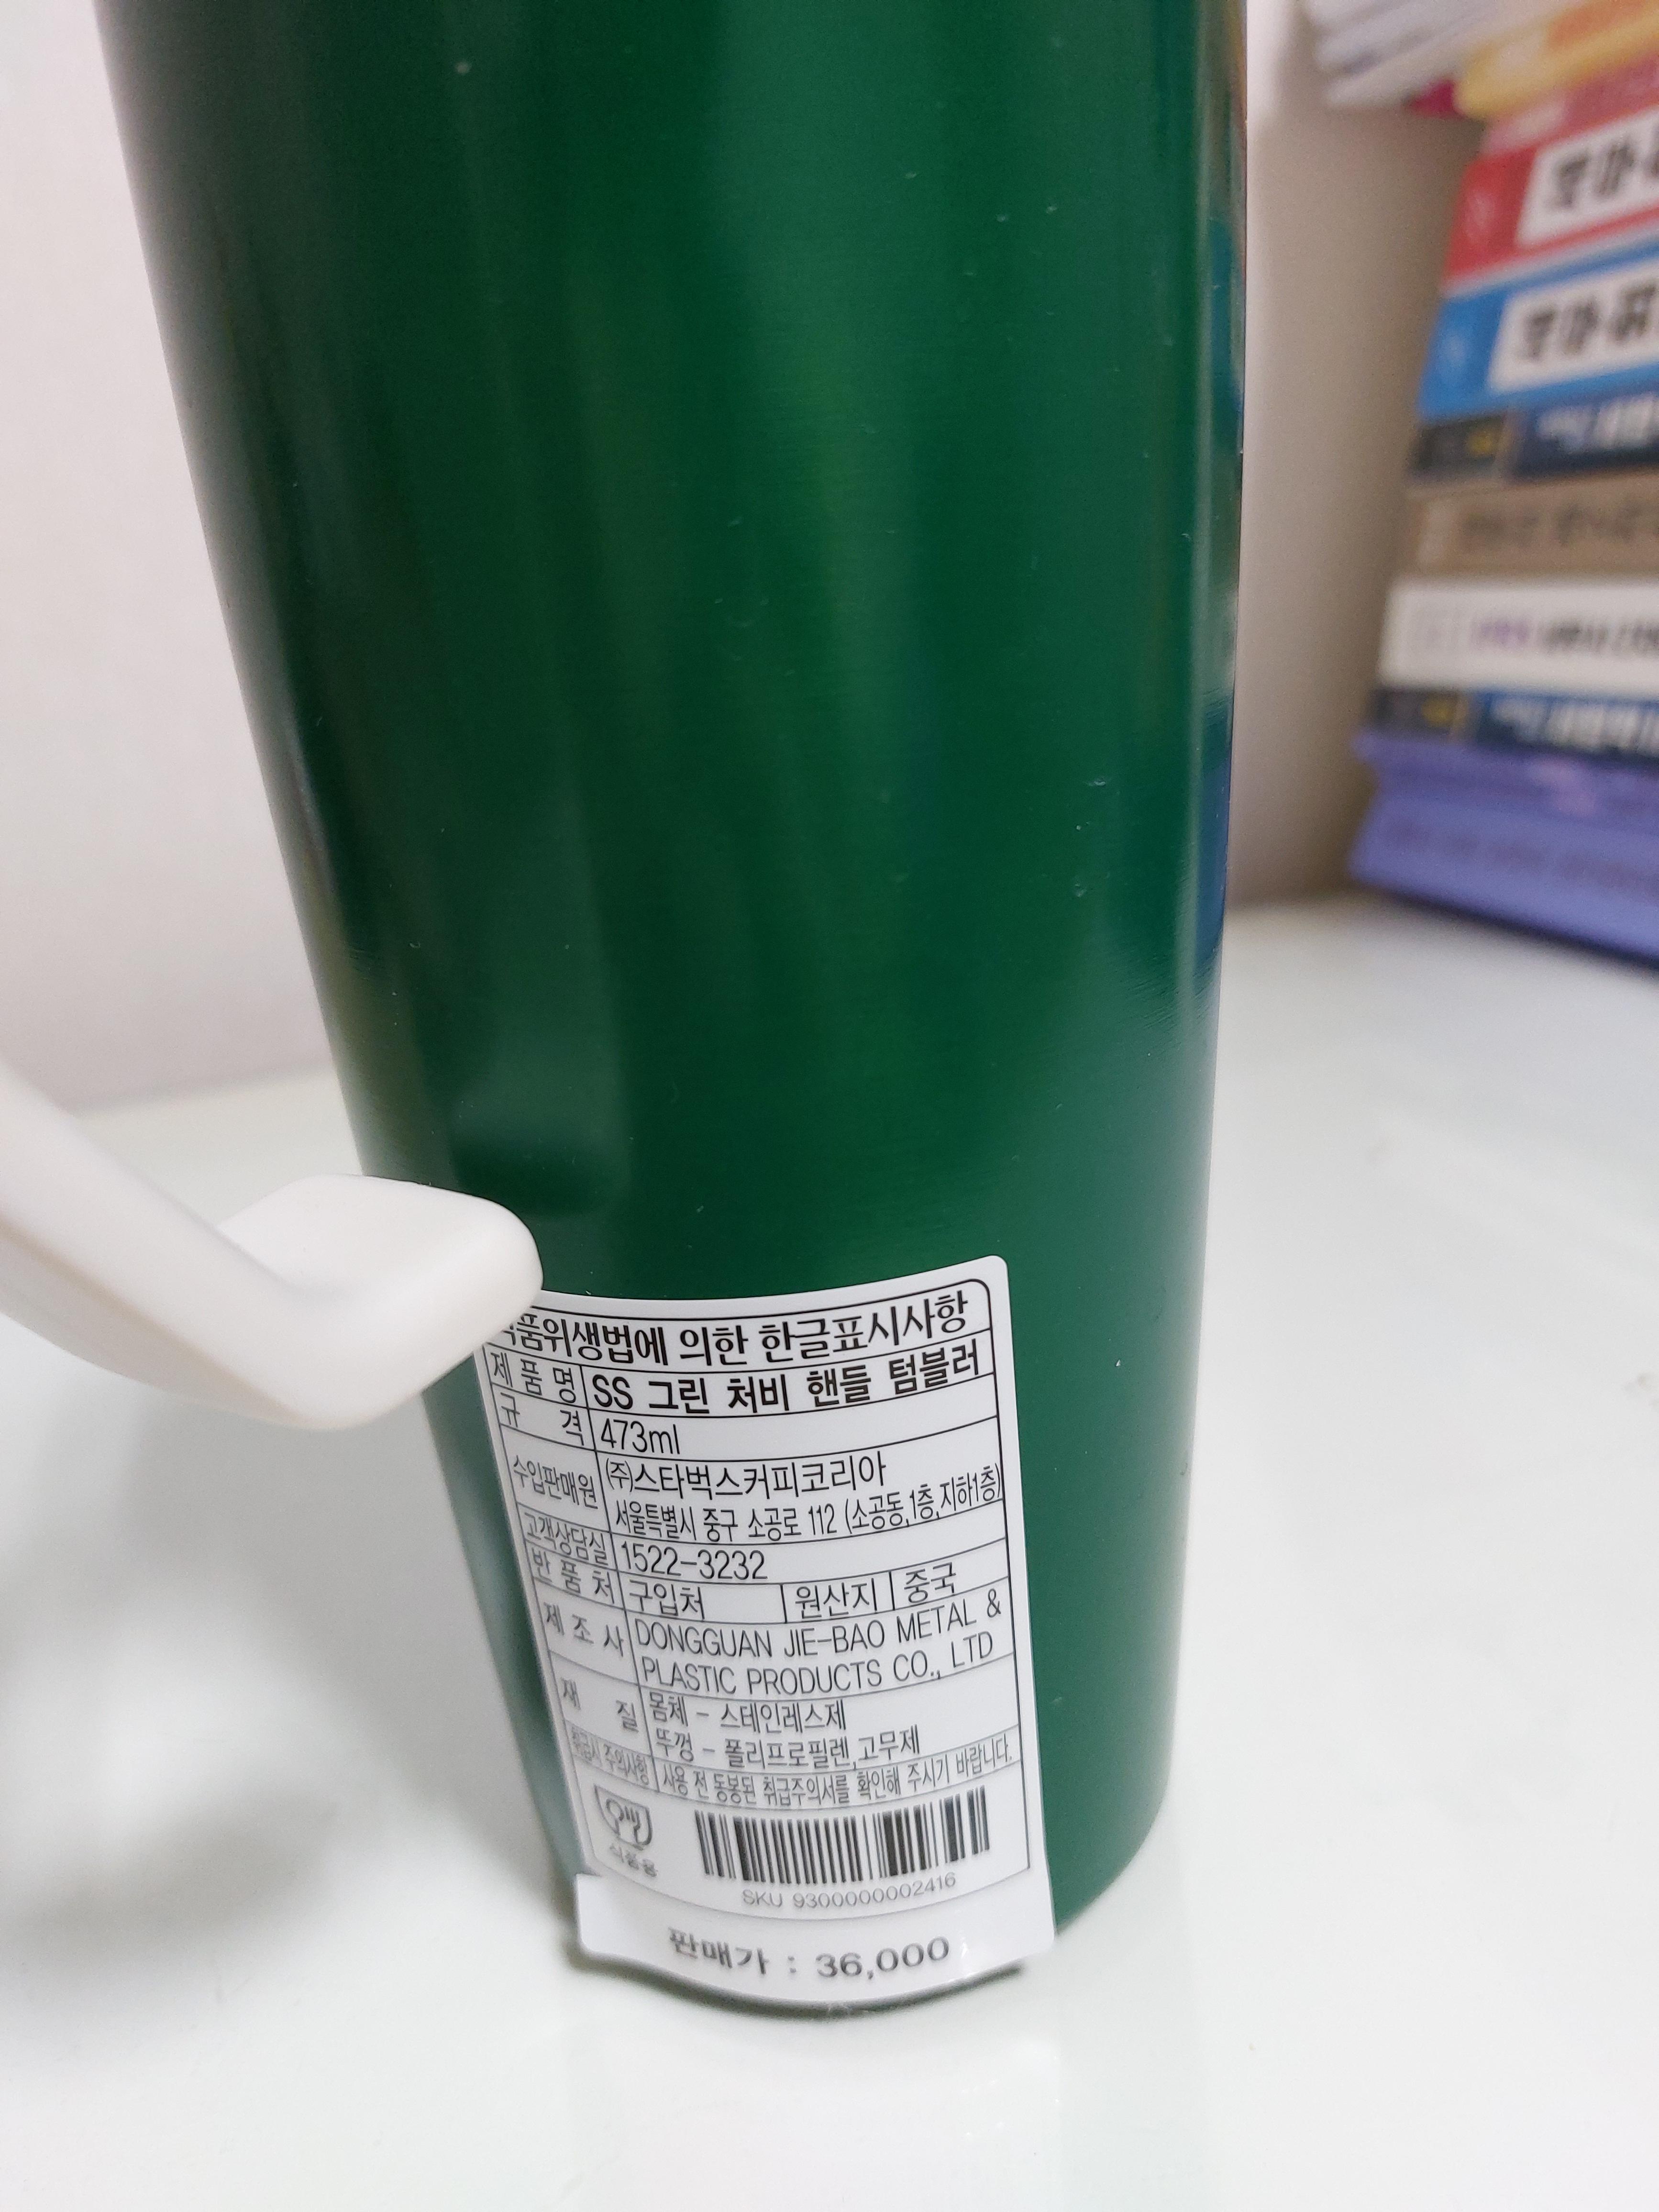 품위생법에 의한 한글표시사항
제 품 명 SS 그린 처비 핸들 텀블러
규 격 473ml
수입판매원 (주)스타벅스커피코리아
서울특별시 중구 소공로 112 (소공동,1층,지하1층)
고객상담실 1522-3232
반 품 처 구입처 원산지 중국
제 조 사 DONGGUAN JIE-BAO METAL &
PLASTIC PRODUCTS CO., LTD
재 질 몸체 - 스테인레스제
뚜껑 - 폴리프로필렌,고무제
취급시 주의사항 사용 전 동봉된 취급주의서를 확인해 주시기 바랍니다.
식품용
SKU 9300000002416
판매가 : 36,000